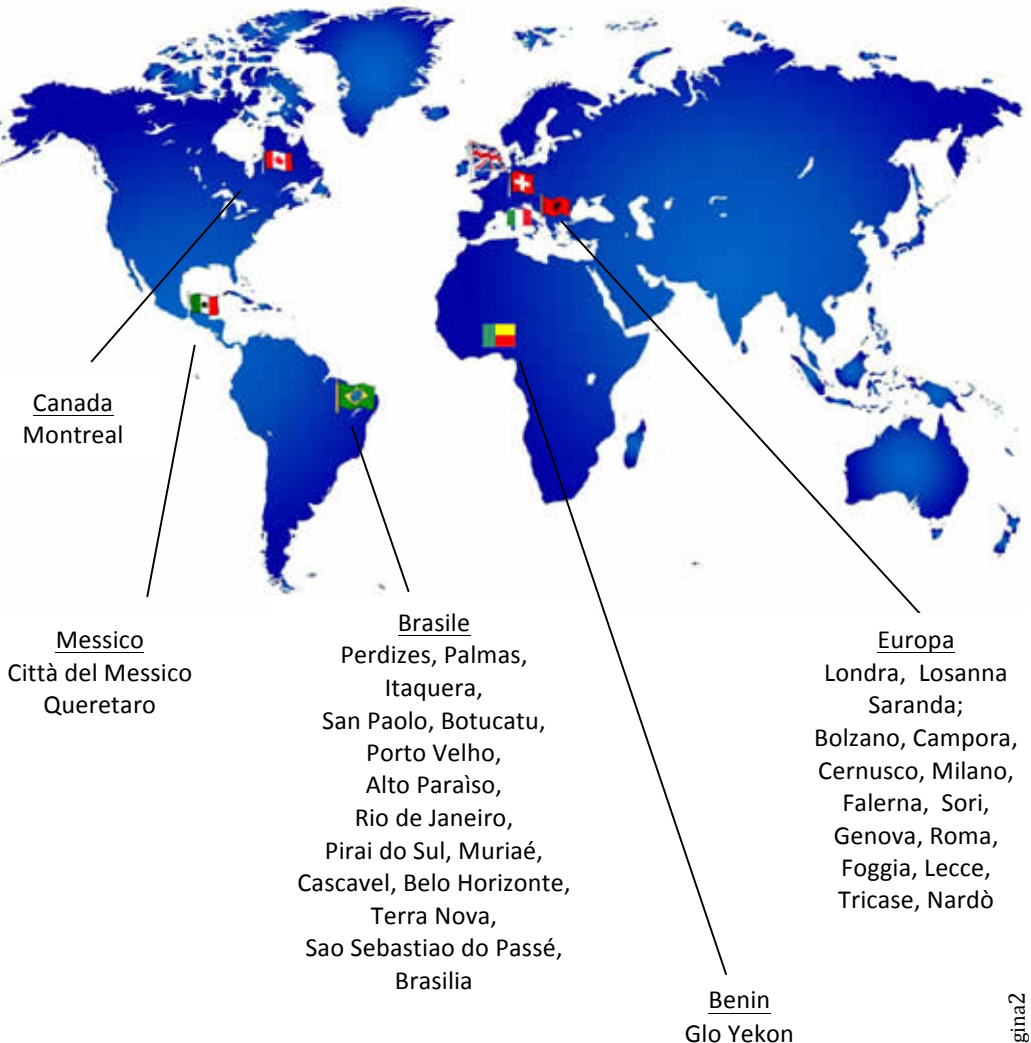 Canada
Montreal
Messico
Città del Messico
Queretaro
Brasile
Perdizes, Palmas,
Itaquera,
San Paolo, Botucatu,
Porto Velho,
Alto Paraìso,
Rio de Janeiro,
Pirai do Sul, Muriaé,
Cascavel, Belo Horizonte,
Terra Nova,
Sao Sebastiao do Passé,
Brasilia
Europa
Londra, Losanna
Saranda;
Bolzano, Campora,
Cernusco, Milano,
Falerna, Sori,
Genova, Roma,
Foggia, Lecce,
Tricase, Nardò
Benin
Glo Yekon
gina2